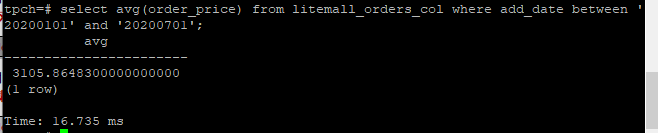 tpch=# select avg(order_price) from litemall_orders_col where add_date between '
20200101' and '20200701';
avg
-----------------------
3105.8648300000000000
(1 row)
Time: 16.735 ms